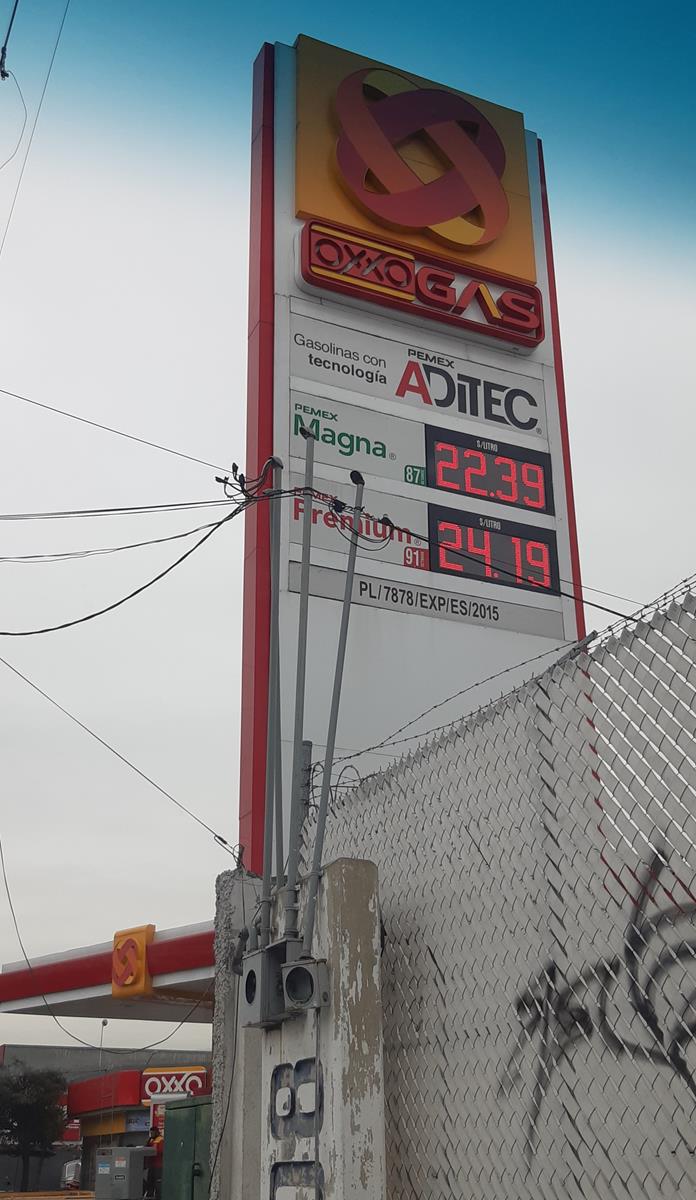 OXXO GAS
Gasolinas con
tecnología
PEMEX
ADiTEC®
PEMEX
Magna®
87
S/LITRO
22.39
PEMEX
Premium®
91
S/LITRO
24.19
PL/7878/EXP/ES/2015
OXXO